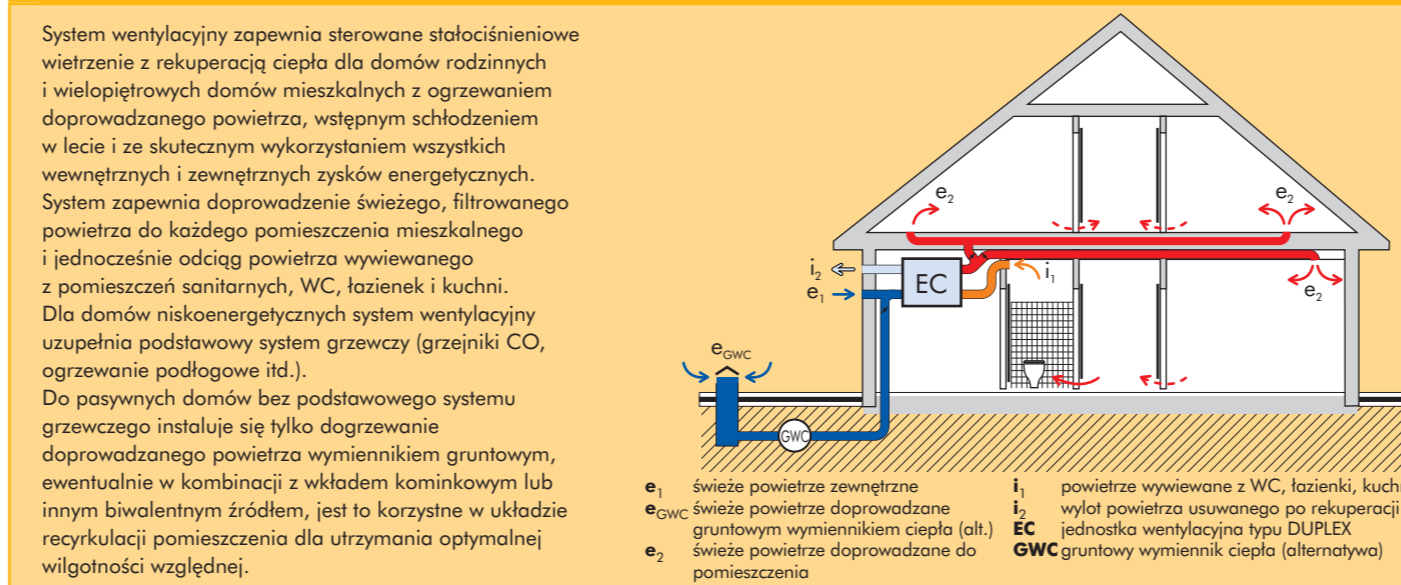 System wentylacyjny zapewnia sterowane stałociśnieniowe
wietrzenie z rekuperacją ciepła dla domów rodzinnych
i wielopiętrowych domów mieszkalnych z ogrzewaniem
doprowadzanego powietrza, wstępnym schłodzeniem
w lecie i ze skutecznym wykorzystaniem wszystkich
wewnętrznych i zewnętrznych zysków energetycznych.
System zapewnia doprowadzenie świeżego, filtrowanego
powietrza do każdego pomieszczenia mieszkalnego
i jednocześnie odciąg powietrza wywiewanego
z pomieszczeń sanitarnych, WC, łazienek i kuchni.
Dla domów niskoenergetycznych system wentylacyjny
uzupełnia podstawowy system grzewczy (grzejniki CO,
ogrzewanie podłogowe itd.).
Do pasywnych domów bez podstawowego systemu
grzewczego instaluje się tylko dogrzewanie
doprowadzanego powietrza wymiennikiem gruntowym,
ewentualnie w kombinacji z wkładem kominkowym lub
innym biwalentnym źródłem, jest to korzystne w układzie
recyrkulacji pomieszczenia dla utrzymania optymalnej
wilgotności względnej.
e2
e2
i2
EC
i1
e1
e2
eGWC
GWC
e1 świeże powietrze zewnętrzne
eGWC świeże powietrze doprowadzane
gruntowym wymiennikiem ciepła (alt.)
e2 świeże powietrze doprowadzane do
pomieszczenia
i1 powietrze wywiewane z WC, łazienki, kuchn
i2 wylot powietrza usuwanego po rekuperacji
EC jednostka wentylacyjna typu DUPLEX
GWC gruntowy wymiennik ciepła (alternatywa)